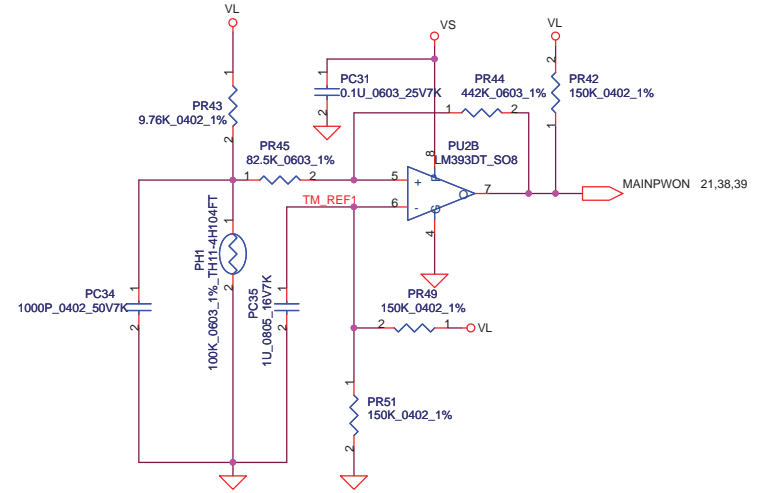 VL
VS
VL
1
PR43
9.76K_0402_1%
2
1
PC31
0.1U_0603_25V7K
2
PR44
442K_0603_1%
1
2
2
PR42
150K_0402_1%
1
PR45
82.5K_0603_1%
1
2
PU2B
LM393DT_SO8
8
P
5
+
6
-
O
7
G
4
MAINPWON 21,38,39
TM_REF1
1
PH1
100K_0603_1%_TH11-4H104FT
2
1
PC34
1000P_0402_50V7K
2
1
PC35
1U_0805_16V7K
2
PR49
150K_0402_1%
2
1
VL
1
PR51
150K_0402_1%
2